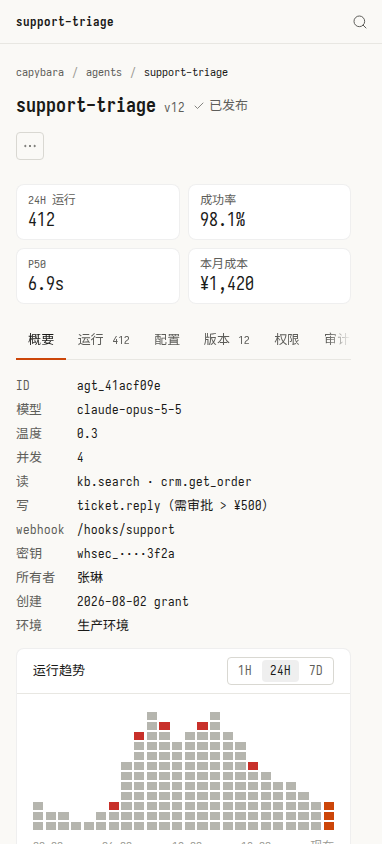 support-triage
capybara / agents / support-triage
support-triage v12 ✓ 已发布
···
24H 运行
412
成功率
98.1%
P50
6.9s
本月成本
¥1,420
概要 运行 412 配置 版本 12 权限 审计
ID agt_41acf09e
模型 claude-opus-5-5
温度 0.3
并发 4
读 kb.search · crm.get_order
写 ticket.reply (需审批 > ¥500)
webhook /hooks/support
密钥 whsec_····3f2a
所有者 张琳
创建 2026-08-02 grant
环境 生产环境
运行趋势 1H 24H 7D
现在